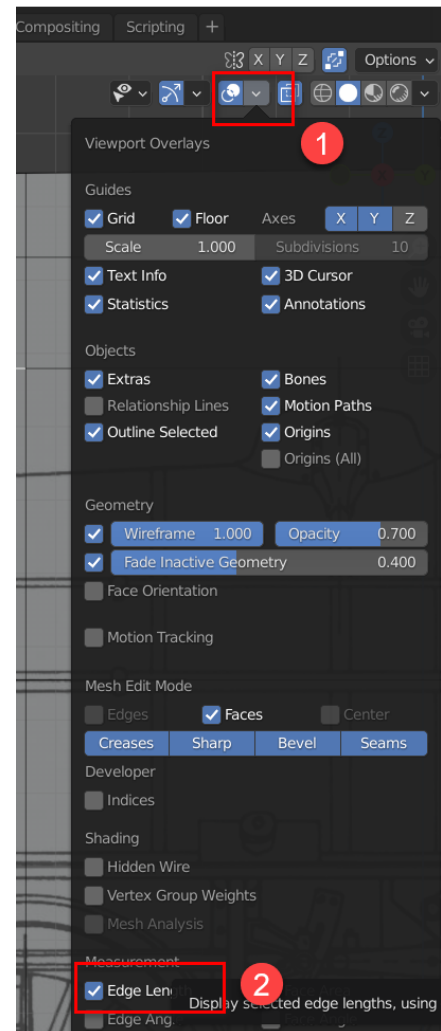 Compositing Scripting +
X Y Z Options
1
Viewport Overlays
Guides
Grid Floor Axes X Y Z
Scale 1.000 Subdivisions 10
Text Info 3D Cursor
Statistics Annotations
Objects
Extras Bones
Relationship Lines Motion Paths
Outline Selected Origins
Origins (All)
Geometry
Wireframe 1.000 Opacity 0.700
Fade Inactive Geometry 0.400
Face Orientation
Motion Tracking
Mesh Edit Mode
Edges Faces Center
Creases Sharp Bevel Seams
Developer
Indices
Shading
Hidden Wire
Vertex Group Weights
Mesh Analysis
Measurement
Edge Len 2
Display selected edge lengths, using
Edge Ang